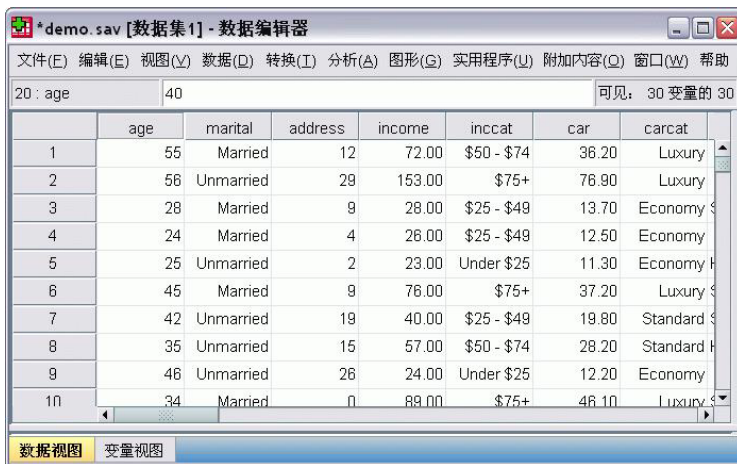 *demo.sav [数据集1] - 数据编辑器
文件(F) 编辑(E) 视图(V) 数据(D) 转换(T) 分析(A) 图形(G) 实用程序(U) 附加内容(O) 窗口(W) 帮助
20 : age 40 可见: 30 变量的 30
age marital address income inccat car carcat
1 55 Married 12 72.00 $50 - $74 36.20 Luxury
2 56 Unmarried 29 153.00 $75+ 76.90 Luxury
3 28 Married 9 28.00 $25 - $49 13.70 Economy S
4 24 Married 4 26.00 $25 - $49 12.50 Economy
5 25 Unmarried 2 23.00 Under $25 11.30 Economy H
6 45 Married 9 76.00 $75+ 37.20 Luxury S
7 42 Unmarried 19 40.00 $25 - $49 19.80 Standard S
8 35 Unmarried 15 57.00 $50 - $74 28.20 Standard H
9 46 Unmarried 26 24.00 Under $25 12.20 Economy
10 34 Married 0 89.00 $75+ 46.10 Luxury S
数据视图 变量视图